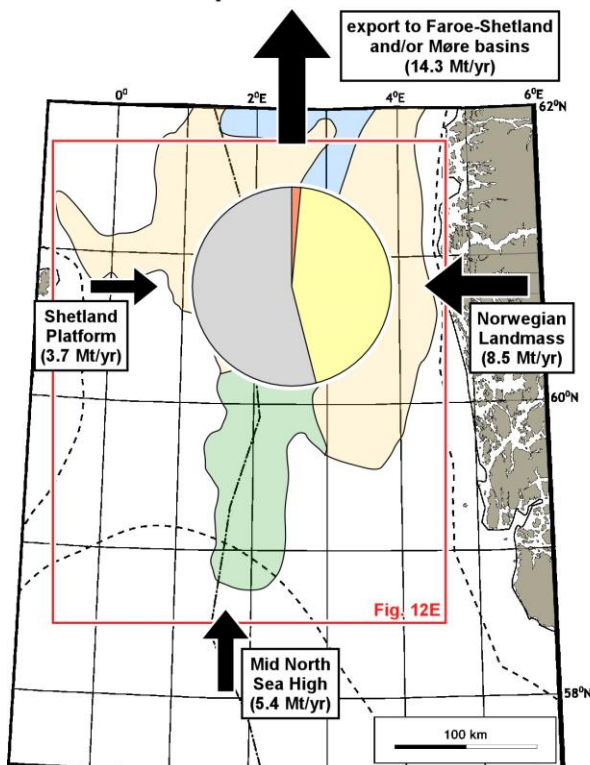 export to Faroe-Shetland
and/or Møre basins
(14.3 Mt/yr)
0°
2°E
4°E
6°E
62°N
Shetland
Platform
(3.7 Mt/yr)
Norwegian
Landmass
(8.5 Mt/yr)
60°N
Fig. 12E
Mid North
Sea High
(5.4 Mt/yr)
58°N
100 km